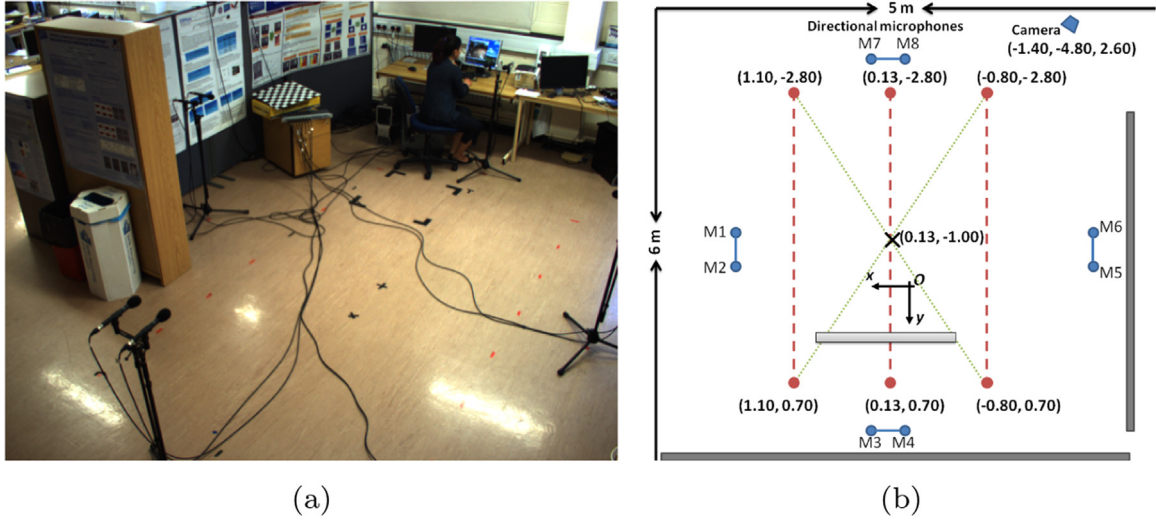 5 m
Directional microphones
Camera
M7 M8
(-1.40, -4.80, 2.60)
(1.10, -2.80) (0.13, -2.80) (-0.80,-2.80)
M1 M6
(0.13, -1.00)
6 m
M2 M5
x O
y
(1.10, 0.70) (0.13, 0.70) (-0.80, 0.70)
M3 M4
(a) (b)